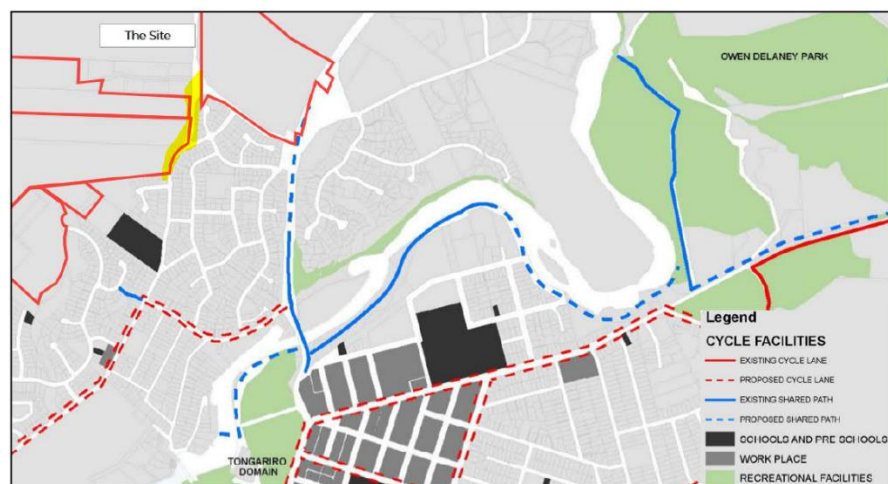 The Site
OWEN DELANEY PARK
TONGARIRO
DOMAIN
Legend
CYCLE FACILITIES
EXISTING CYCLE LANE
PROPOSED CYCLE LANE
EXISTING SHARED PATH
PROPOSED SHARED PATH
SCHOOLS AND PRE SCHOOLS
WORK PLACE
RECREATIONAL FACILITIES